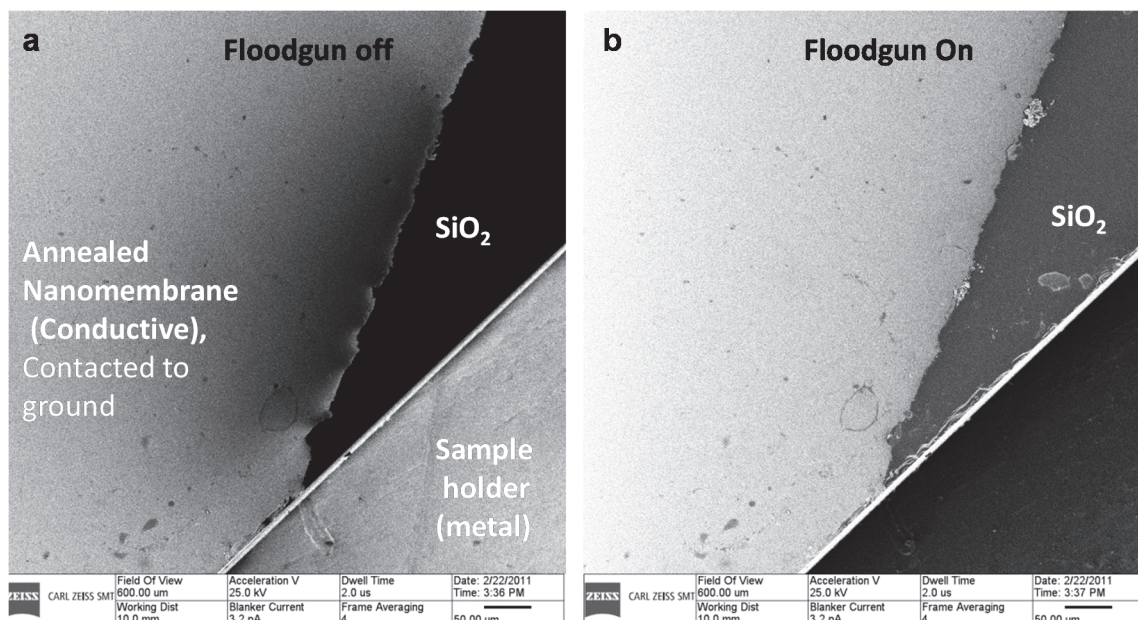 a
Floodgun off
SiO2
Annealed
Nanomembrane
(Conductive),
Contacted to
ground
Sample
holder
(metal)
ZEISS CARL ZEISS SMT
Field Of View
600.00 um
Working Dist
10.0 mm
Acceleration V
25.0 kV
Blanker Current
3.2 pA
Dwell Time
2.0 us
Frame Averaging
4
Date: 2/22/2011
Time: 3:36 PM
50.00 um
b
Floodgun On
SiO2
ZEISS CARL ZEISS SMT
Field Of View
600.00 um
Working Dist
10.0 mm
Acceleration V
25.0 kV
Blanker Current
3.2 pA
Dwell Time
2.0 us
Frame Averaging
4
Date: 2/22/2011
Time: 3:37 PM
50.00 um